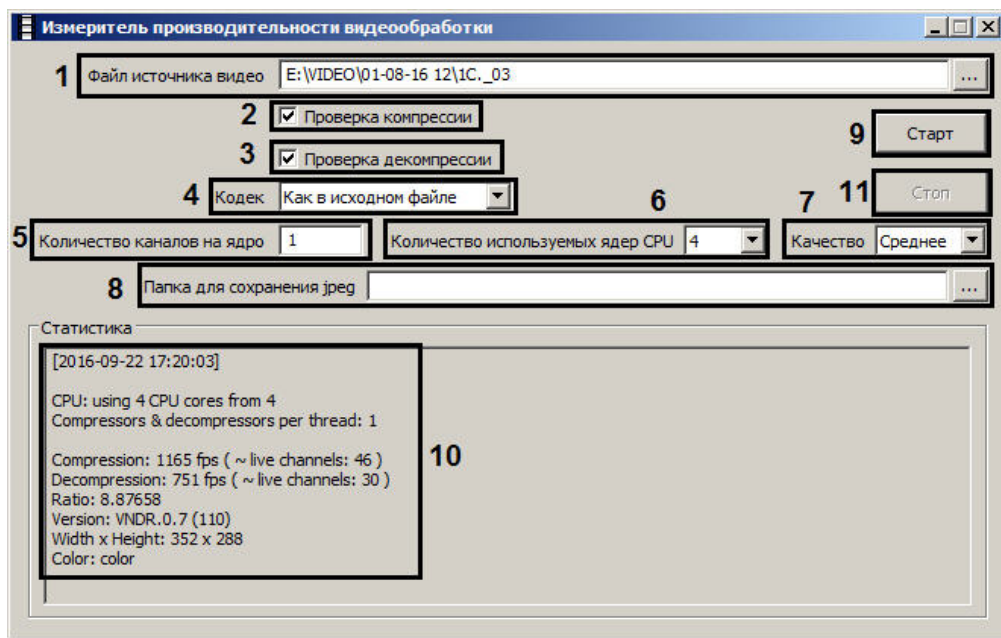 Измеритель производительности видеообработки
1 Файл источника видео E:\VIDEO\01-08-16 12\1C._03 ...
2 Проверка компрессии
9 Старт
3 Проверка декомпрессии
4 Кодек Как в исходном файле
6
7
11 Стоп
5 Количество каналов на ядро 1
Количество используемых ядер CPU 4
Качество Среднее
8 Папка для сохранения jpeg ...
Статистика
[2016-09-22 17:20:03]
CPU: using 4 CPU cores from 4
Compressors & decompressors per thread: 1
Compression: 1165 fps ( ~ live channels: 46 )
10
Decompression: 751 fps ( ~ live channels: 30 )
Ratio: 8.87658
Version: VNDR.0.7 (110)
Width x Height: 352 x 288
Color: color